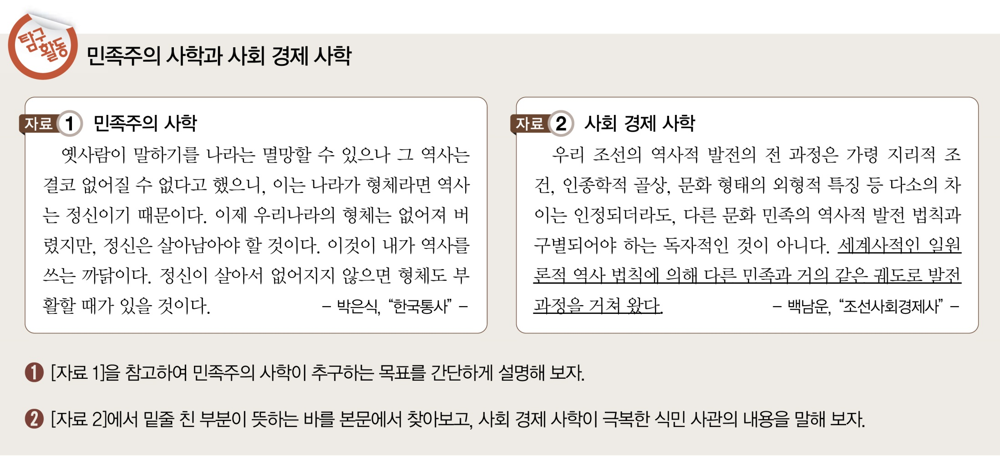 탐구
활동
민족주의 사학과 사회 경제 사학
자료 1 민족주의 사학
옛사람이 말하기를 나라는 멸망할 수 있으나 그 역사는
결코 없어질 수 없다고 했으니, 이는 나라가 형체라면 역사
는 정신이기 때문이다. 이제 우리나라의 형체는 없어져 버
렸지만, 정신은 살아남아야 할 것이다. 이것이 내가 역사를
쓰는 까닭이다. 정신이 살아서 없어지지 않으면 형체도 부
활할 때가 있을 것이다. – 박은식, “한국통사” –
자료 2 사회 경제 사학
우리 조선의 역사적 발전의 전 과정은 가령 지리적 조
건, 인종학적 골상, 문화 형태의 외형적 특징 등 다소의 차
이는 인정되더라도, 다른 문화 민족의 역사적 발전 법칙과
구별되어야 하는 독자적인 것이 아니다. 세계사적인 일원
론적 역사 법칙에 의해 다른 민족과 거의 같은 궤도로 발전
과정을 거쳐 왔다. – 백남운, “조선사회경제사” –
1 [자료 1]을 참고하여 민족주의 사학이 추구하는 목표를 간단하게 설명해 보자.
2 [자료 2]에서 밑줄 친 부분이 뜻하는 바를 본문에서 찾아보고, 사회 경제 사학이 극복한 식민 사관의 내용을 말해 보자.